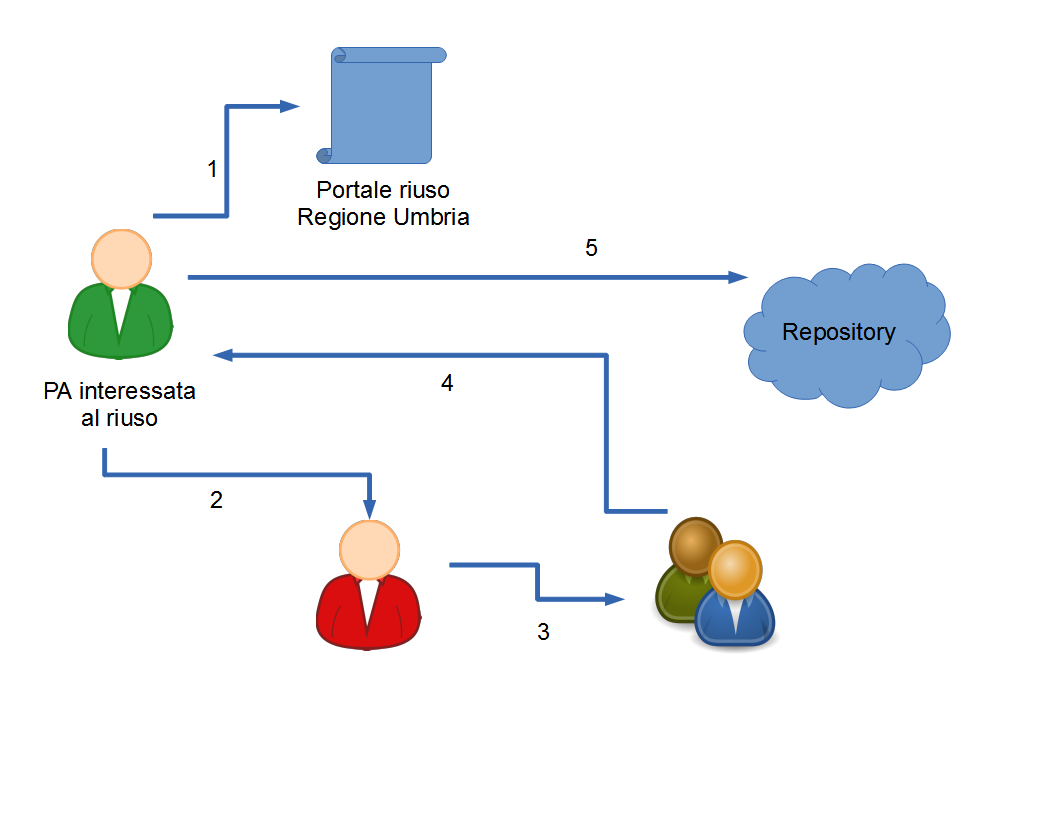 1
Portale riuso
Regione Umbria
5
Repository
4
PA interessata
al riuso
2
3